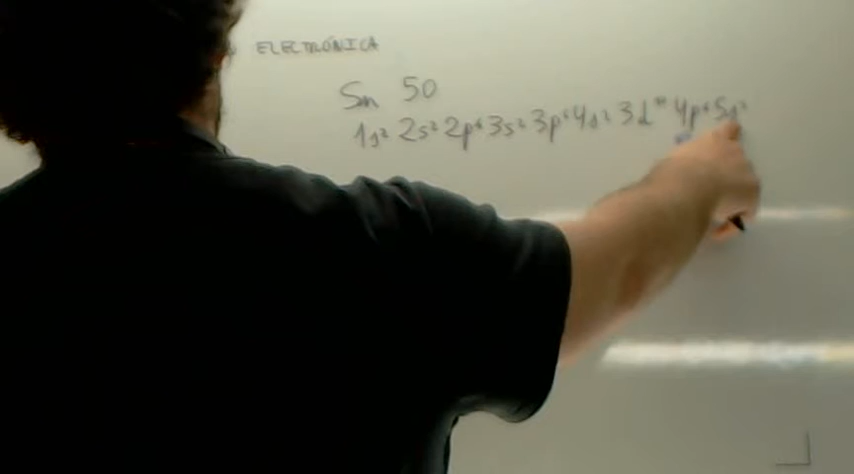 ELECTRÓNICA
Sn 50
1s² 2s² 2p⁶ 3s² 3p⁶ 4s² 3d¹⁰ 4p⁶ 5s²